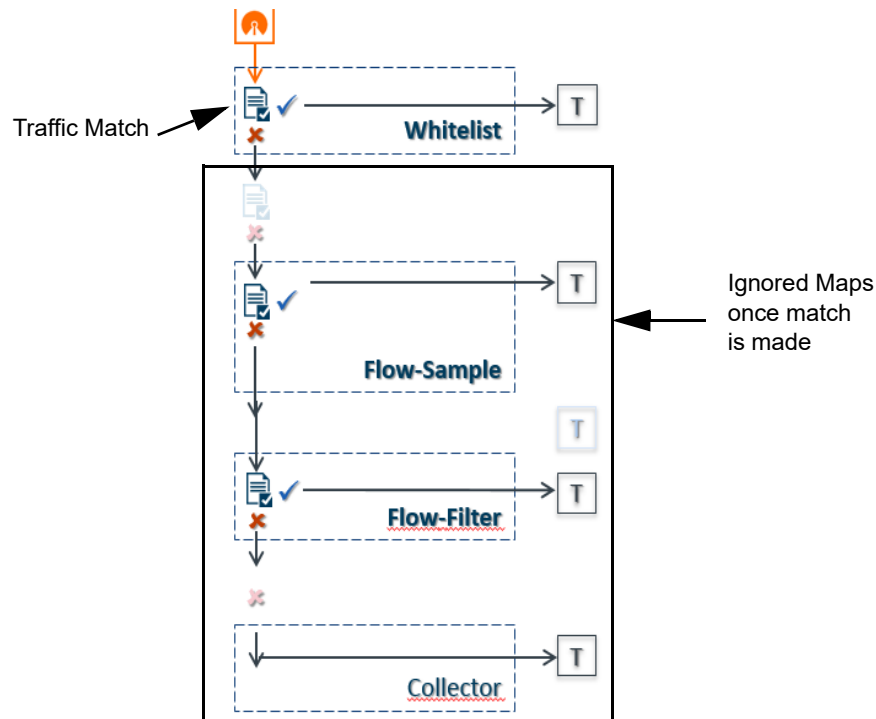 Traffic Match
T
Whitelist
T
Flow-Sample
Ignored Maps
once match
is made
T
T
Flow-Filter
T
Collector